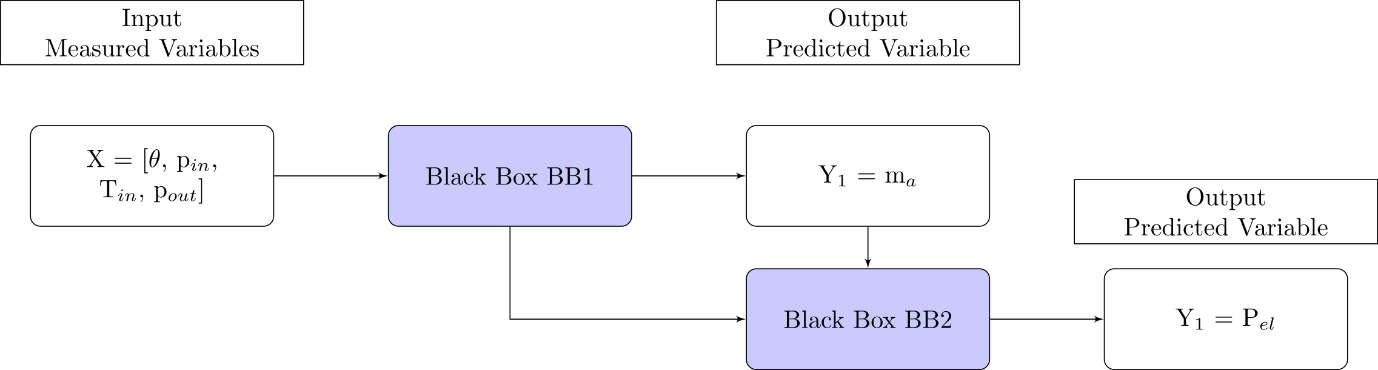 Input
Measured Variables
Output
Predicted Variable
X = [θ, p_in,
T_in, p_out]
Black Box BB1
Y_1 = m_a
Output
Predicted Variable
Black Box BB2
Y_1 = P_el